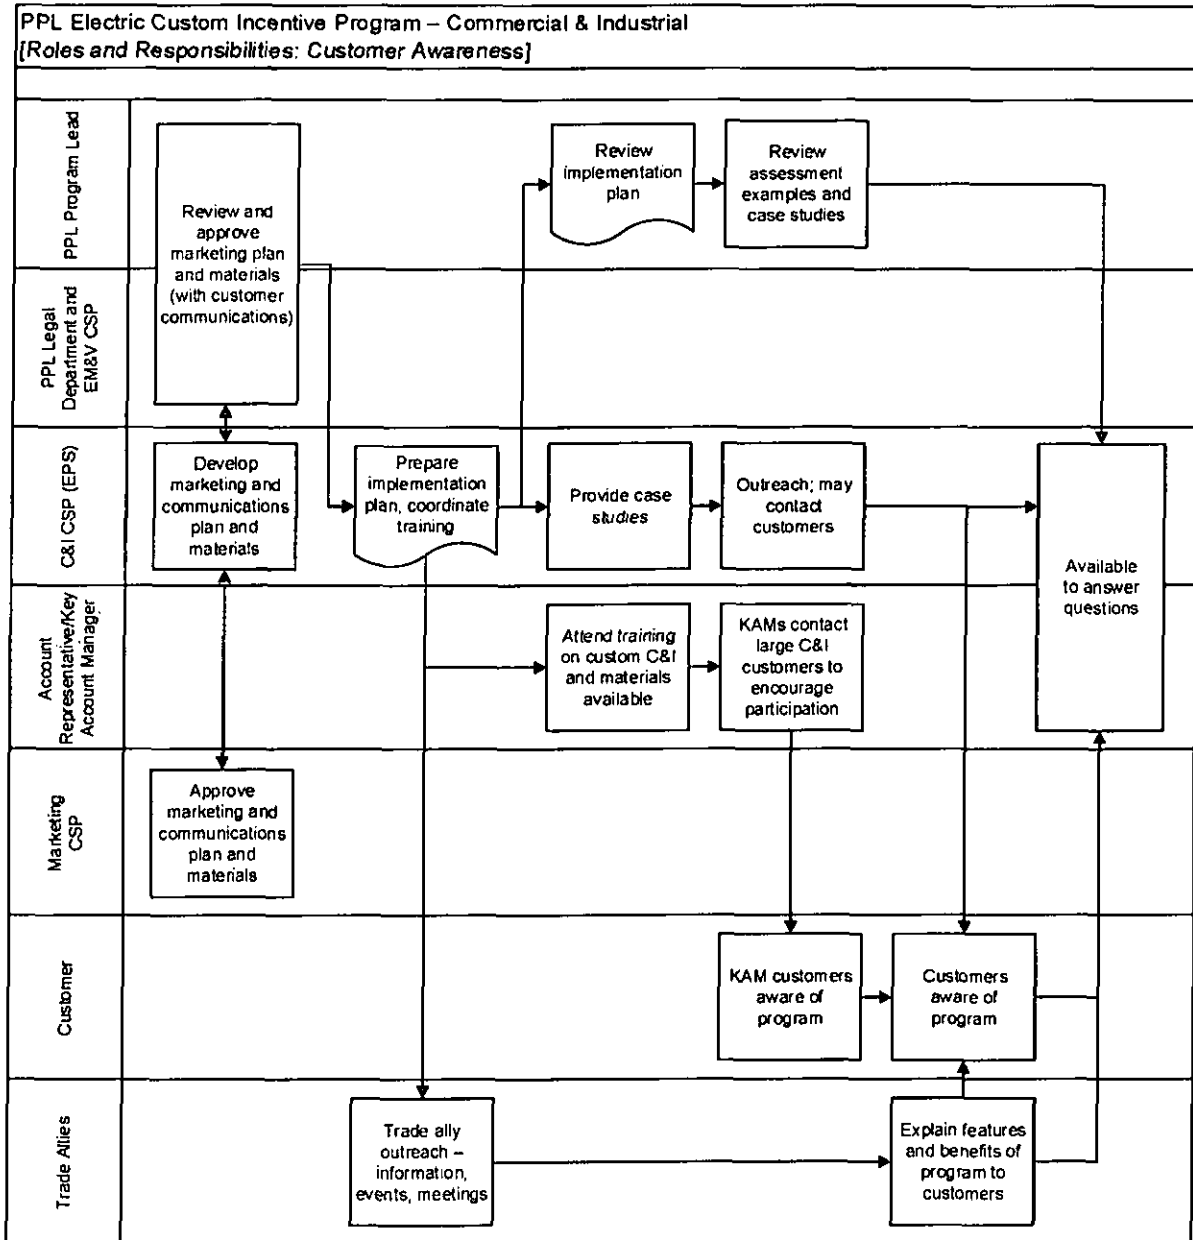 PPL Electric Custom Incentive Program – Commercial & Industrial
[Roles and Responsibilities: Customer Awareness]
PPL Program Lead
Review and
approve
marketing plan
and materials
(with customer
communications)
Review
implementation
plan
Review
assessment
examples and
case studies
PPL Legal
Department and
EM&V CSP
C&I CSP (EPS)
Develop
marketing and
communications
plan and
materials
Prepare
implementation
plan, coordinate
training
Provide case
studies
Outreach; may
contact
customers
Available
to answer
questions
Account
Representative/Key
Account Manager
Attend training
on custom C&I
and materials
available
KAMs contact
large C&I
customers to
encourage
participation
Marketing
CSP
Approve
marketing and
communications
plan and
materials
Customer
KAM customers
aware of
program
Customers
aware of
program
Trade Allies
Trade ally
outreach –
information,
events, meetings
Explain features
and benefits of
program to
customers